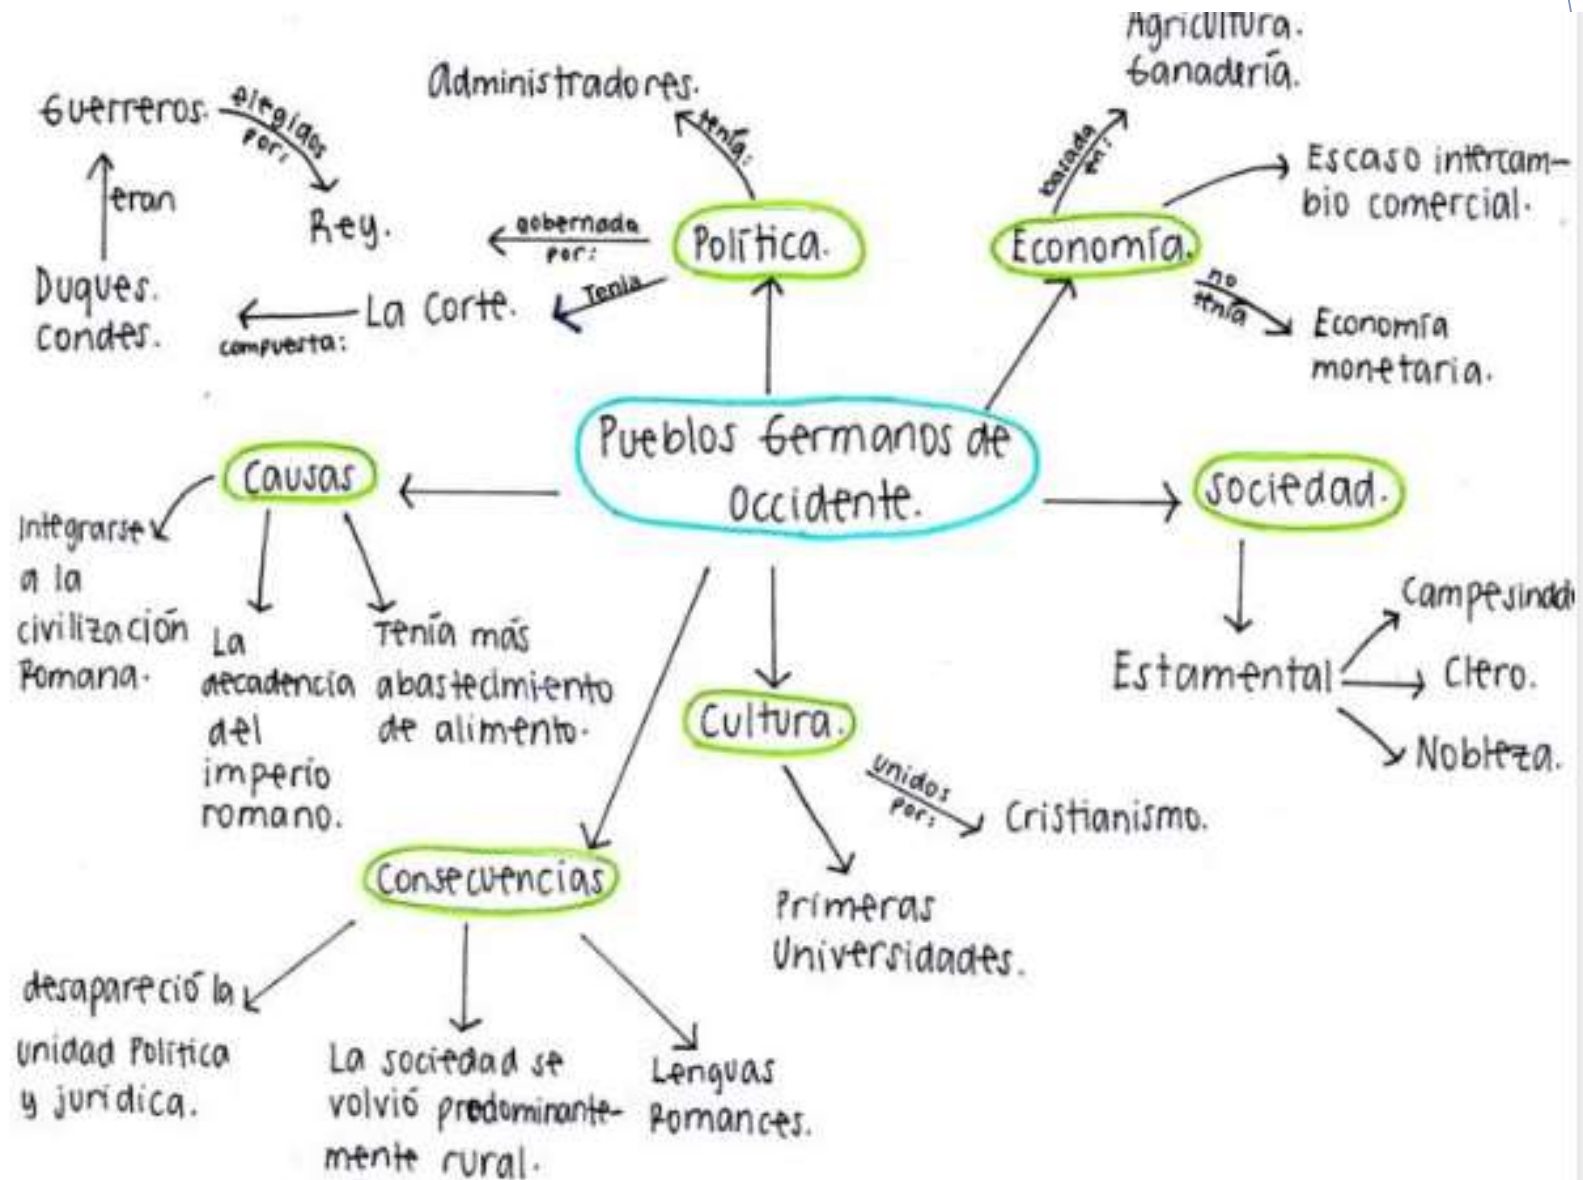 Agricultura.
Ganadería.
Administradores.
tenía:
Guerreros.
elegidos
por:
eran
Rey.
gobernada
por:
Política.
basada
en:
Economía.
Escaso intercam-
bio comercial.
no
tenía
Economía
monetaria.
Duques.
condes.
compuesta:
La Corte.
Tenía
Pueblos Germanos de
Occidente.
Causas
Sociedad.
Integrarse
a la
civilización
Romana.
La
decadencia
del
imperio
romano.
Tenía más
abastecimiento
de alimento.
Campesinado
Estamental
Clero.
Nobleza.
Cultura.
unidos
por:
Cristianismo.
Primeras
Universidades.
Consecuencias
desapareció la
unidad Política
y jurídica.
La sociedad se
volvió predominante-
mente rural.
Lenguas
Romances.